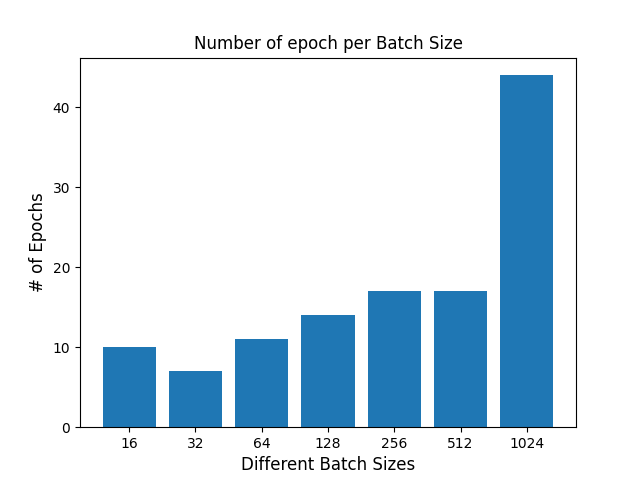 Number of epoch per Batch Size
# of Epochs
40
30
20
10
0
16 32 64 128 256 512 1024
Different Batch Sizes